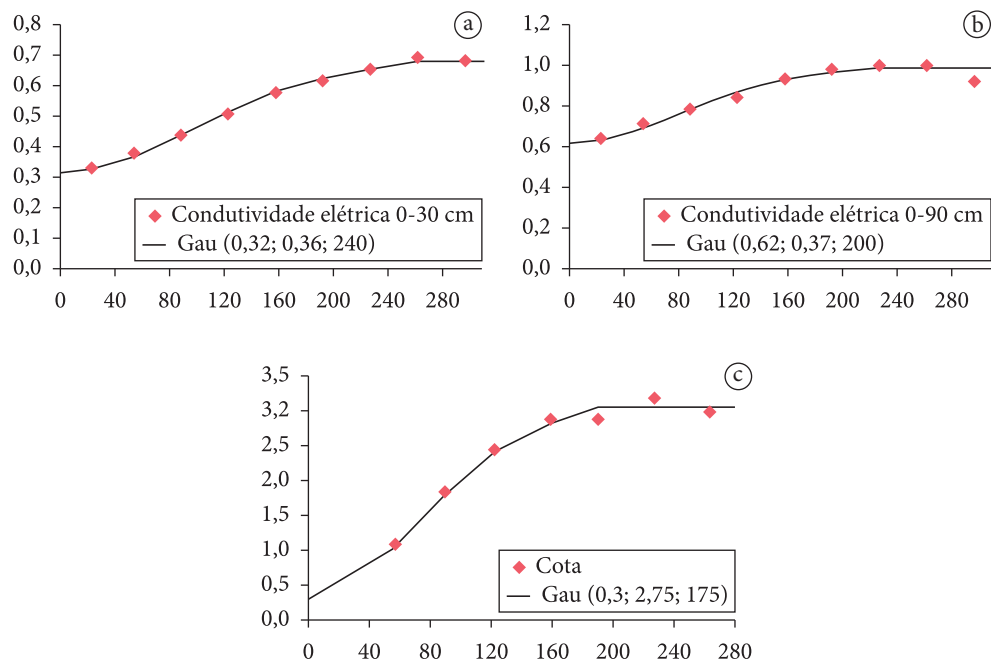 a
0,8
0,7
0,6
0,5
0,4
0,3
0,2
0,1
0,0
Condutividade elétrica 0-30 cm
Gau (0,32; 0,36; 240)
0 40 80 120 160 200 240 280
b
1,2
1,0
0,8
0,6
0,4
0,2
0,0
Condutividade elétrica 0-90 cm
Gau (0,62; 0,37; 200)
0 40 80 120 160 200 240 280
c
3,5
3,2
2,5
2,0
1,5
1,0
0,5
0,0
Cota
Gau (0,3; 2,75; 175)
0 40 80 120 160 200 240 280